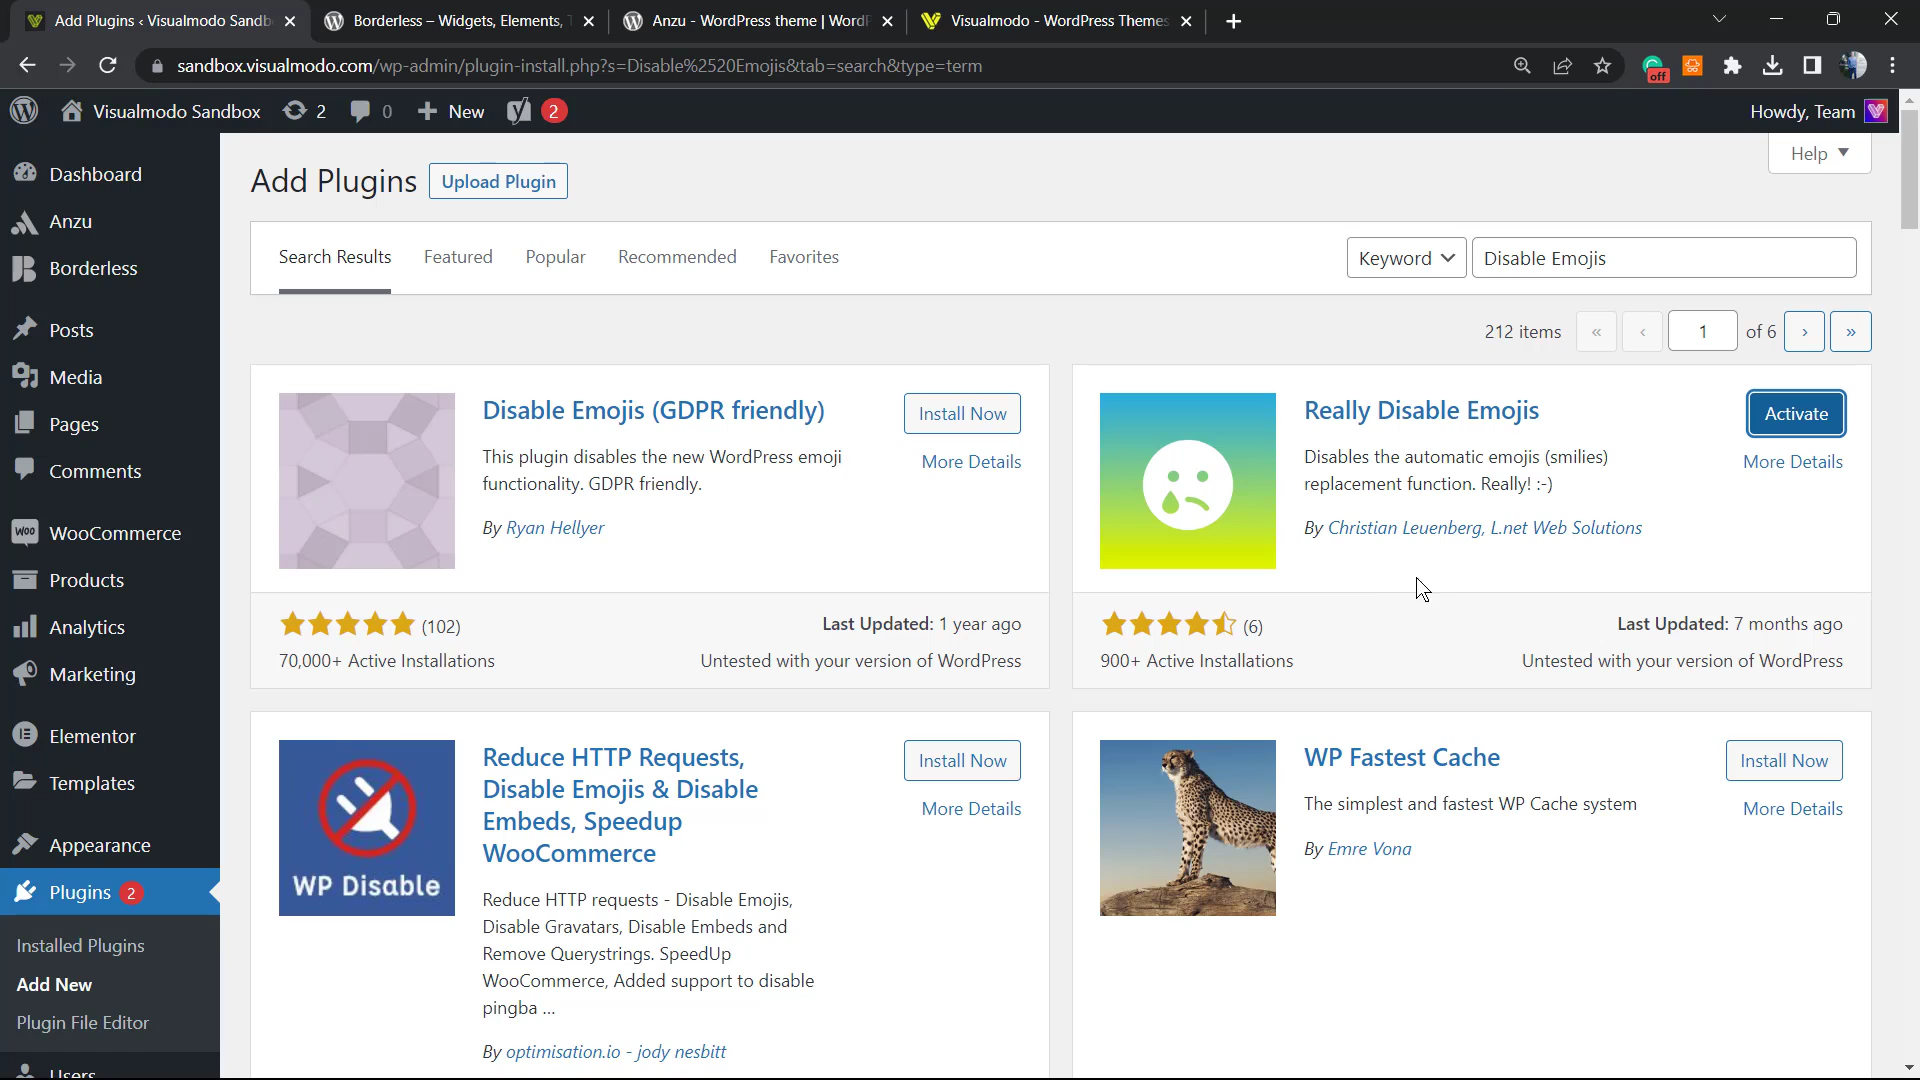 Add Plugins ‹ Visualmodo Sandb
Borderless – Widgets, Elements, T
Anzu - WordPress theme | WordP
Visualmodo - WordPress Themes
sandbox.visualmodo.com/wp-admin/plugin-install.php?s=Disable%2520Emojis&tab=search&type=term
off
Visualmodo Sandbox
2
0
New
2
Howdy, Team
Dashboard
Anzu
Borderless
Posts
Media
Pages
Comments
WooCommerce
Products
Analytics
Marketing
Elementor
Templates
Appearance
Plugins 2
Installed Plugins
Add New
Plugin File Editor
Users
Help
Add Plugins
Upload Plugin
Search Results
Featured
Popular
Recommended
Favorites
Keyword
Disable Emojis
212 items
«
‹
1
of 6
›
»
Disable Emojis (GDPR friendly)
Install Now
More Details
This plugin disables the new WordPress emoji
functionality. GDPR friendly.
By Ryan Hellyer
(102)
70,000+ Active Installations
Last Updated: 1 year ago
Untested with your version of WordPress
Really Disable Emojis
Activate
More Details
Disables the automatic emojis (smilies)
replacement function. Really! :-)
By Christian Leuenberg, L.net Web Solutions
(6)
900+ Active Installations
Last Updated: 7 months ago
Untested with your version of WordPress
WP Disable
Reduce HTTP Requests,
Disable Emojis & Disable
Embeds, Speedup
WooCommerce
Install Now
More Details
Reduce HTTP requests - Disable Emojis,
Disable Gravatars, Disable Embeds and
Remove Querystrings. SpeedUp
WooCommerce, Added support to disable
pingba ...
By optimisation.io - jody nesbitt
WP Fastest Cache
Install Now
More Details
The simplest and fastest WP Cache system
By Emre Vona